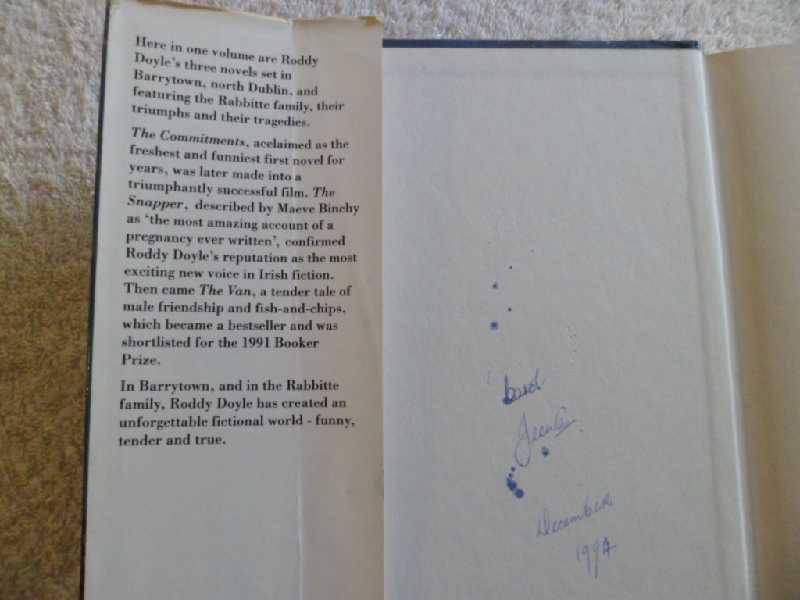 Here in one volume are Roddy
Doyle's three novels set in
Barrytown, north Dublin, and
featuring the Rabbitte family, their
triumphs and their tragedies.
The Commitments, acclaimed as the
freshest and funniest first novel for
years, was later made into a
triumphantly successful film. The
Snapper, described by Maeve Binchy
as 'the most amazing account of a
pregnancy ever written', confirmed
Roddy Doyle's reputation as the most
exciting new voice in Irish fiction.
Then came The Van, a tender tale of
male friendship and fish-and-chips,
which became a bestseller and was
shortlisted for the 1991 Booker
Prize.
In Barrytown, and in the Rabbitte
family, Roddy Doyle has created an
unforgettable fictional world - funny,
tender and true.
December
1994